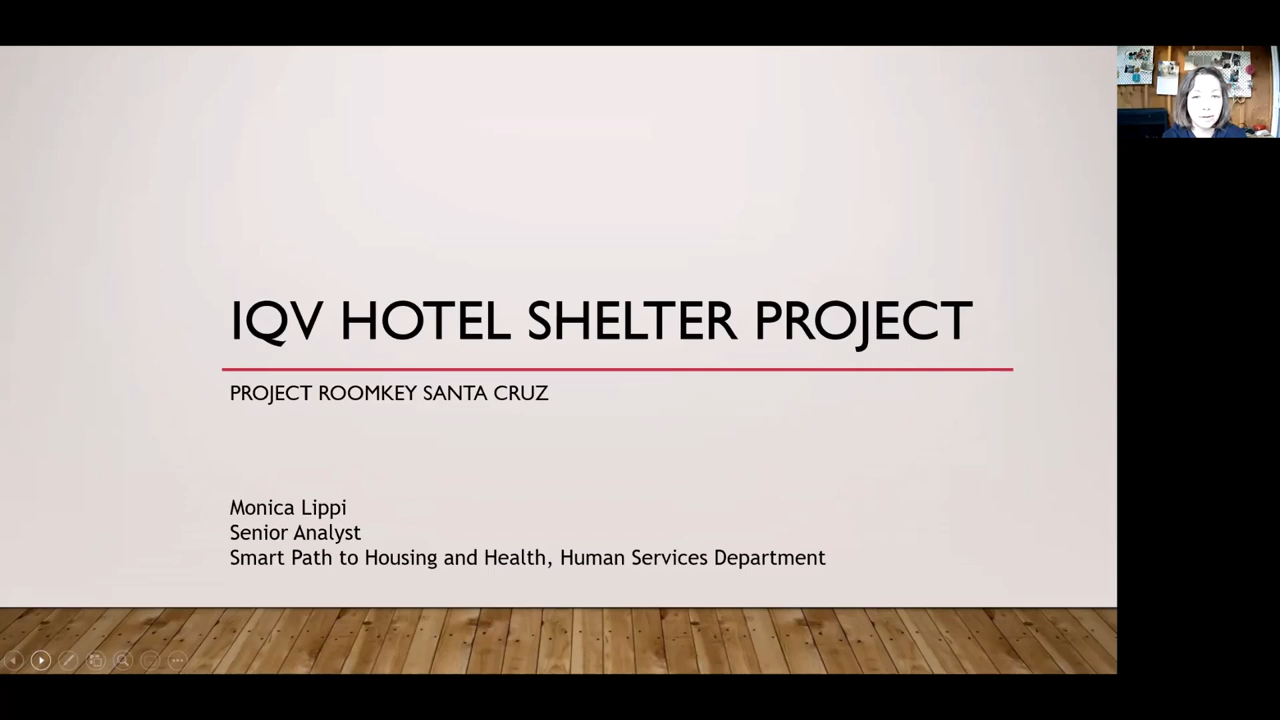 IQV HOTEL SHELTER PROJECT
PROJECT ROOMKEY SANTA CRUZ
Monica Lippi
Senior Analyst
Smart Path to Housing and Health, Human Services Department